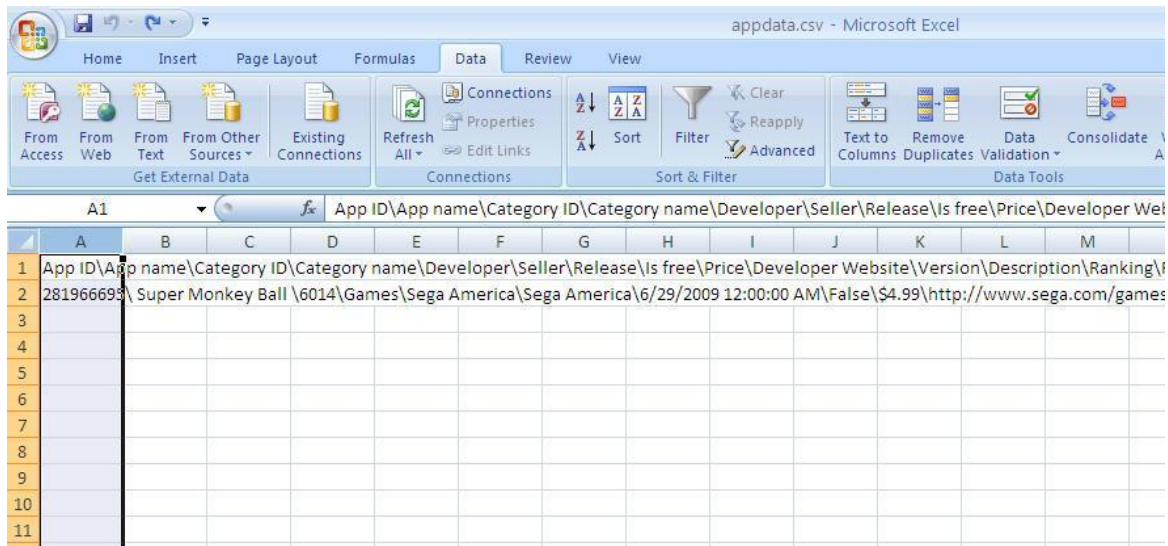 appdata.csv - Microsoft Excel
Home Insert Page Layout Formulas Data Review View
From Access
From Web
From Text
From Other Sources
Existing Connections
Get External Data
Refresh All
Connections
Properties
Edit Links
Connections
A Z
Z A
A Z Z A
Sort
Filter
Clear
Reapply
Advanced
Sort & Filter
Text to Columns
Remove Duplicates
Data Validation
Consolidate
Data Tools
A1 fx App ID\App name\Category ID\Category name\Developer\Seller\Release\Is free\Price\Developer Web
A B C D E F G H I J K L M
1 App ID\App name\Category ID\Category name\Developer\Seller\Release\Is free\Price\Developer Website\Version\Description\Ranking\
2 281966695\ Super Monkey Ball \6014\Games\Sega America\Sega America\6/29/2009 12:00:00 AM\False\$4.99\http://www.sega.com/games
3
4
5
6
7
8
9
10
11